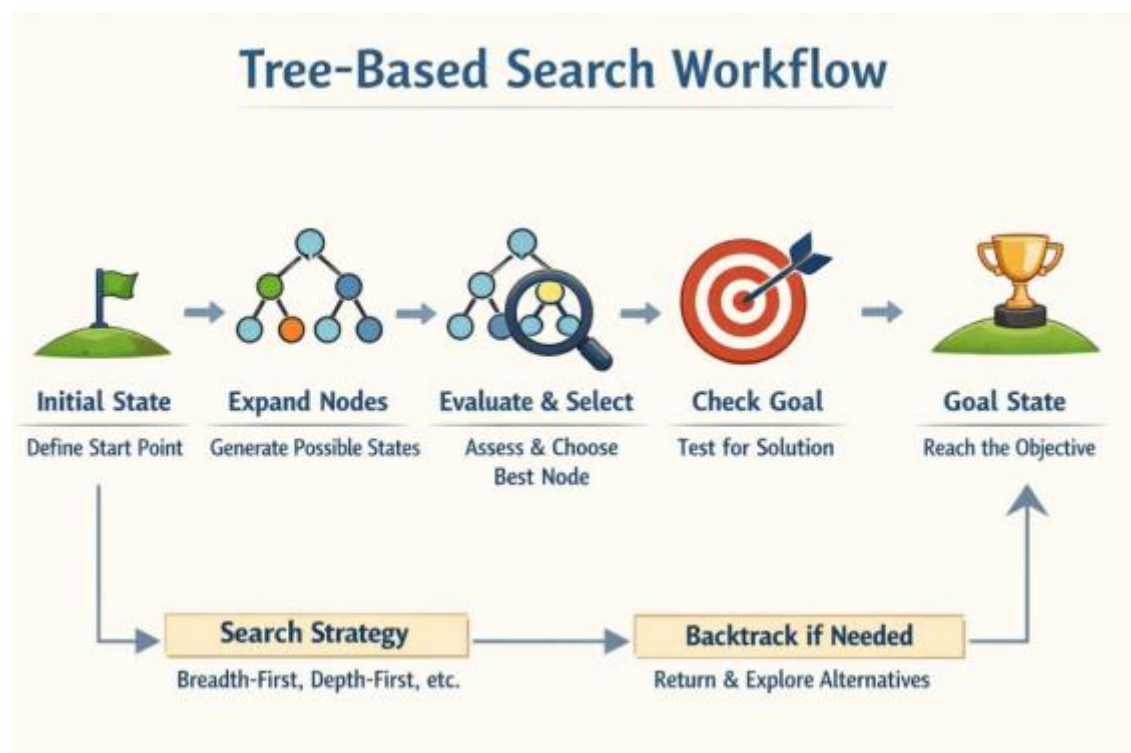 Tree-Based Search Workflow
Initial State
Define Start Point
Expand Nodes
Generate Possible States
Evaluate & Select
Assess & Choose
Best Node
Check Goal
Test for Solution
Goal State
Reach the Objective
Search Strategy
Breadth-First, Depth-First, etc.
Backtrack if Needed
Return & Explore Alternatives